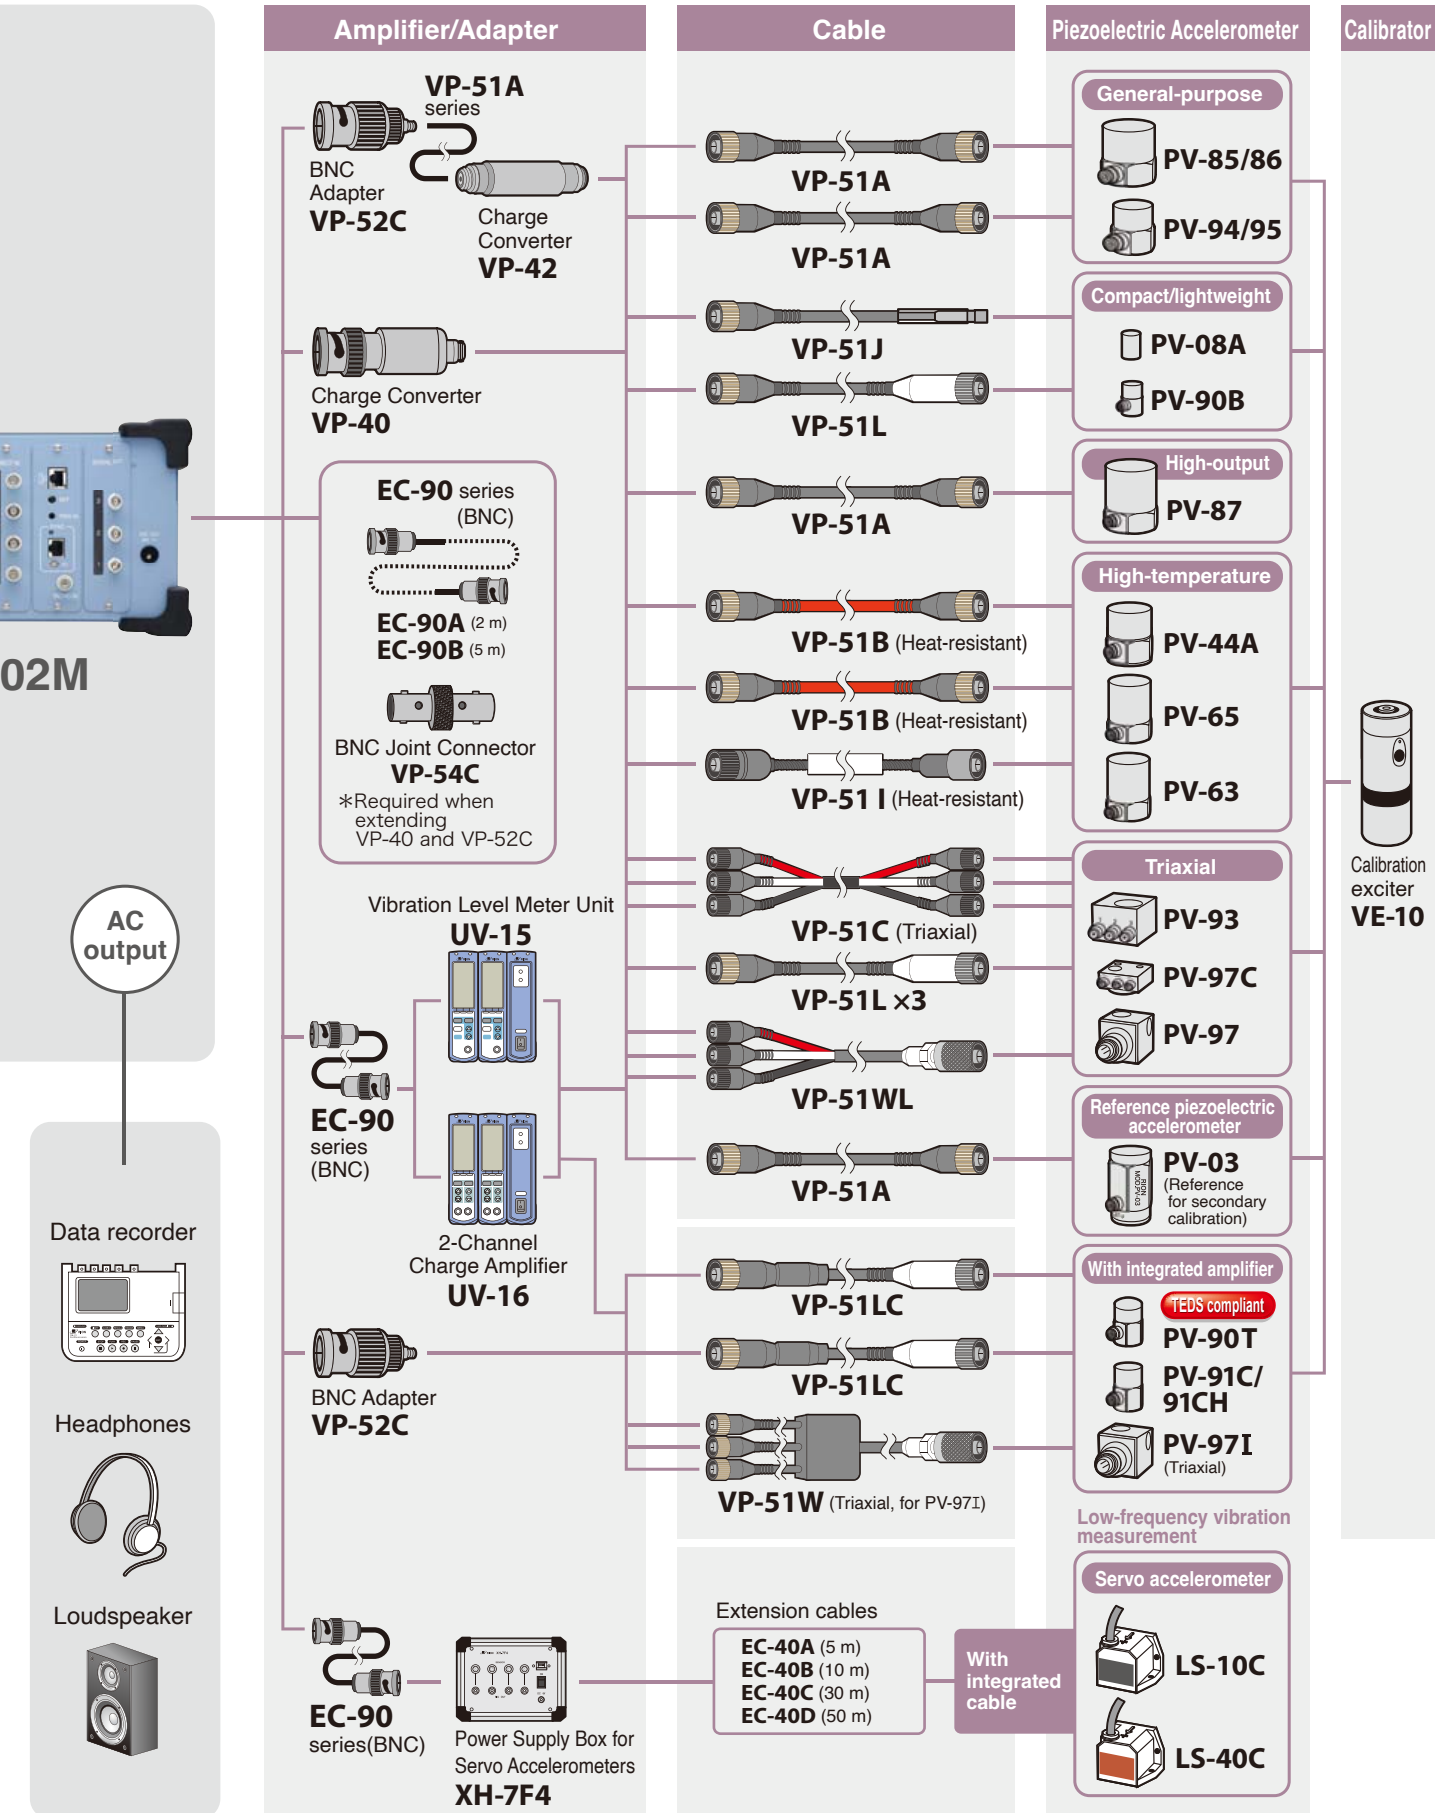 Amplifier/Adapter
Cable
Piezoelectric Accelerometer
Calibrator
VP-51A
series
BNC
Adapter
VP-52C
Charge
Converter
VP-42
VP-51A
VP-51A
General-purpose
PV-85/86
PV-94/95
Charge Converter
VP-40
VP-51J
VP-51L
Compact/lightweight
PV-08A
PV-90B
EC-90 series
(BNC)
EC-90A (2 m)
EC-90B (5 m)
BNC Joint Connector
VP-54C
*Required when
extending
VP-40 and VP-52C
VP-51A
High-output
PV-87
VP-51B (Heat-resistant)
VP-51B (Heat-resistant)
VP-51 I (Heat-resistant)
High-temperature
PV-44A
PV-65
PV-63
02M
Calibration
exciter
VE-10
AC
output
Vibration Level Meter Unit
UV-15
VP-51C (Triaxial)
VP-51L ×3
VP-51WL
Triaxial
PV-93
PV-97C
PV-97
EC-90
series
(BNC)
2-Channel
Charge Amplifier
UV-16
VP-51A
Reference piezoelectric
accelerometer
PV-03
(Reference
for secondary
calibration)
RION
MOD.PV-03
BNC Adapter
VP-52C
VP-51LC
VP-51LC
VP-51W (Triaxial, for PV-97I)
With integrated amplifier
TEDS compliant
PV-90T
PV-91C/
91CH
PV-97I
(Triaxial)
Data recorder
Headphones
Loudspeaker
Low-frequency vibration
measurement
EC-90
series(BNC)
Power Supply Box for
Servo Accelerometers
XH-7F4
Extension cables
EC-40A (5 m)
EC-40B (10 m)
EC-40C (30 m)
EC-40D (50 m)
With
integrated
cable
Servo accelerometer
LS-10C
LS-40C